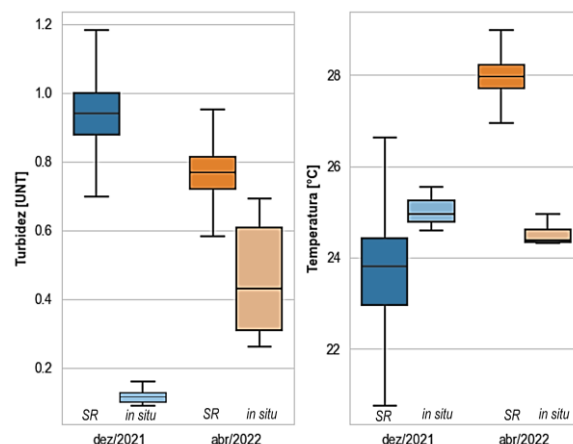 Turbidez [UNT]
1.2
1.0
0.8
0.6
0.4
0.2
SR in situ SR in situ
dez/2021 abr/2022
Temperatura [°C]
28
26
24
22
SR in situ SR in situ
dez/2021 abr/2022